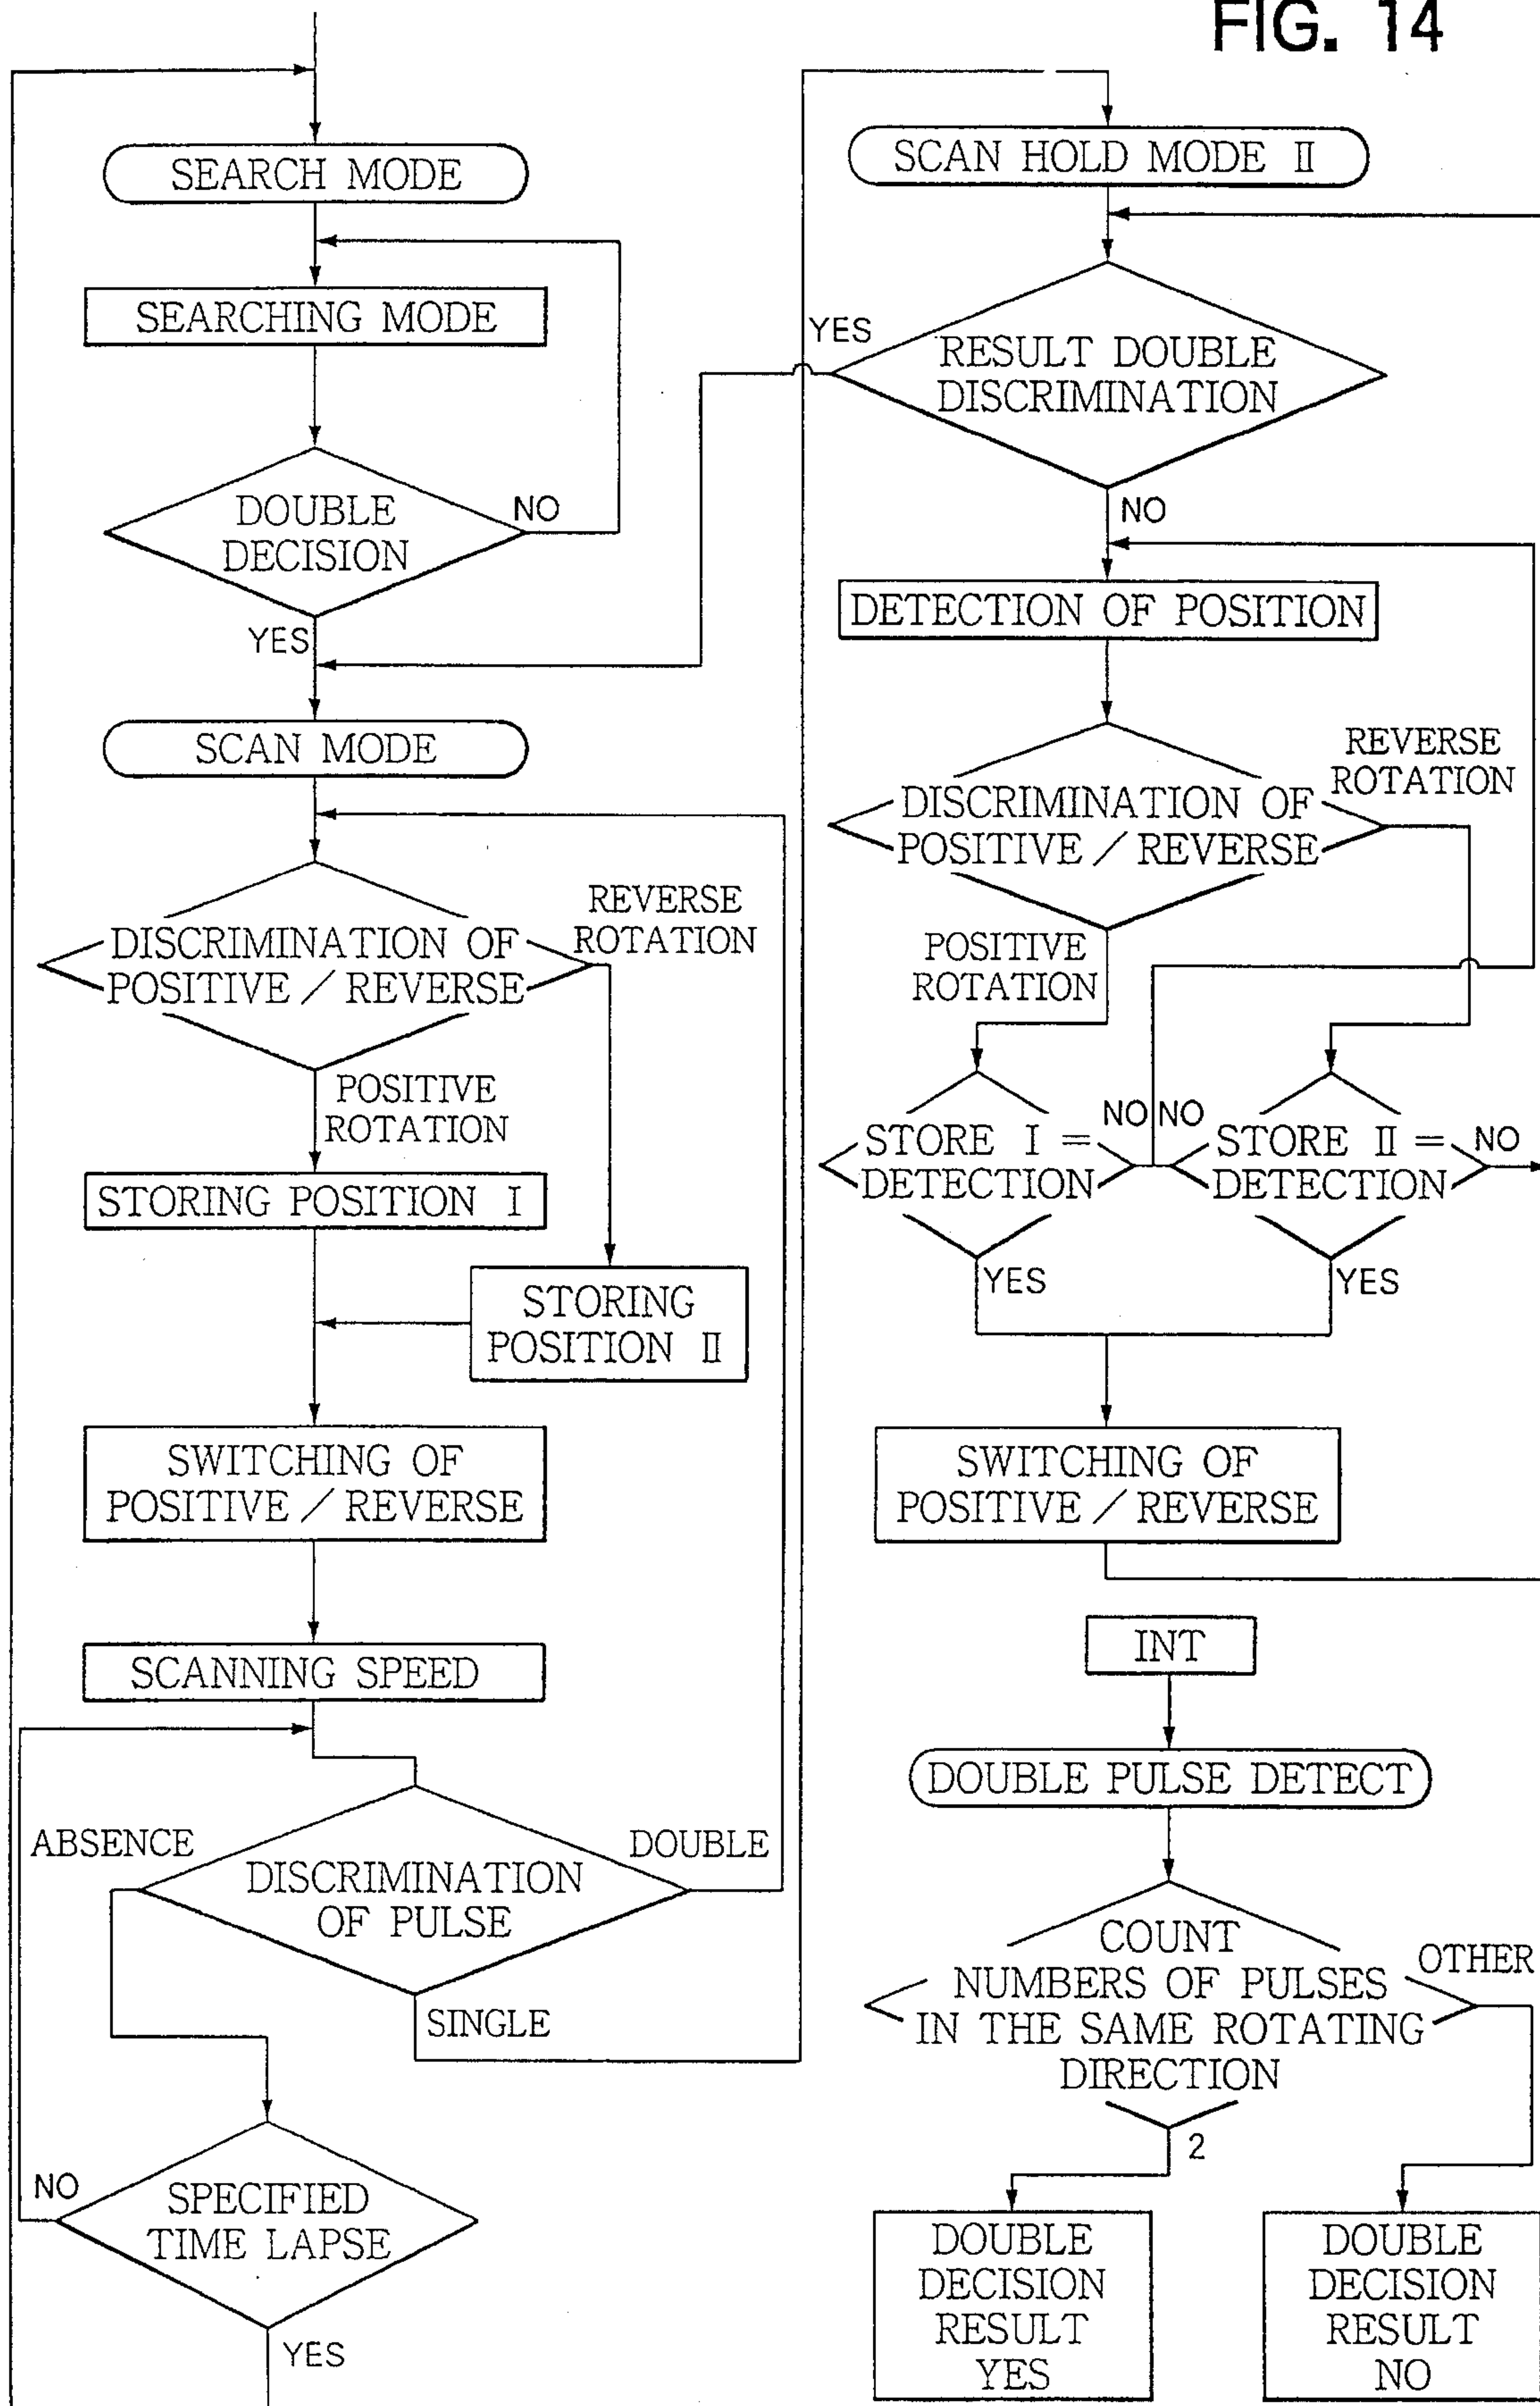 FIG. 14
SEARCH MODE
SEARCHING MODE
DOUBLE
DECISION
NO
YES
SCAN MODE
DISCRIMINATION OF
POSITIVE / REVERSE
REVERSE
ROTATION
POSITIVE
ROTATION
STORING POSITION I
STORING
POSITION II
SWITCHING OF
POSITIVE / REVERSE
SCANNING SPEED
ABSENCE
DOUBLE
DISCRIMINATION
OF PULSE
SINGLE
NO
SPECIFIED
TIME LAPSE
YES
SCAN HOLD MODE II
YES
RESULT DOUBLE
DISCRIMINATION
NO
DETECTION OF POSITION
REVERSE
ROTATION
DISCRIMINATION OF
POSITIVE / REVERSE
POSITIVE
ROTATION
STORE I =
DETECTION
NO
NO
STORE II =
DETECTION
NO
YES
YES
SWITCHING OF
POSITIVE / REVERSE
INT
DOUBLE PULSE DETECT
COUNT
NUMBERS OF PULSES
IN THE SAME ROTATING
DIRECTION
OTHER
2
DOUBLE
DECISION
RESULT
YES
DOUBLE
DECISION
RESULT
NO